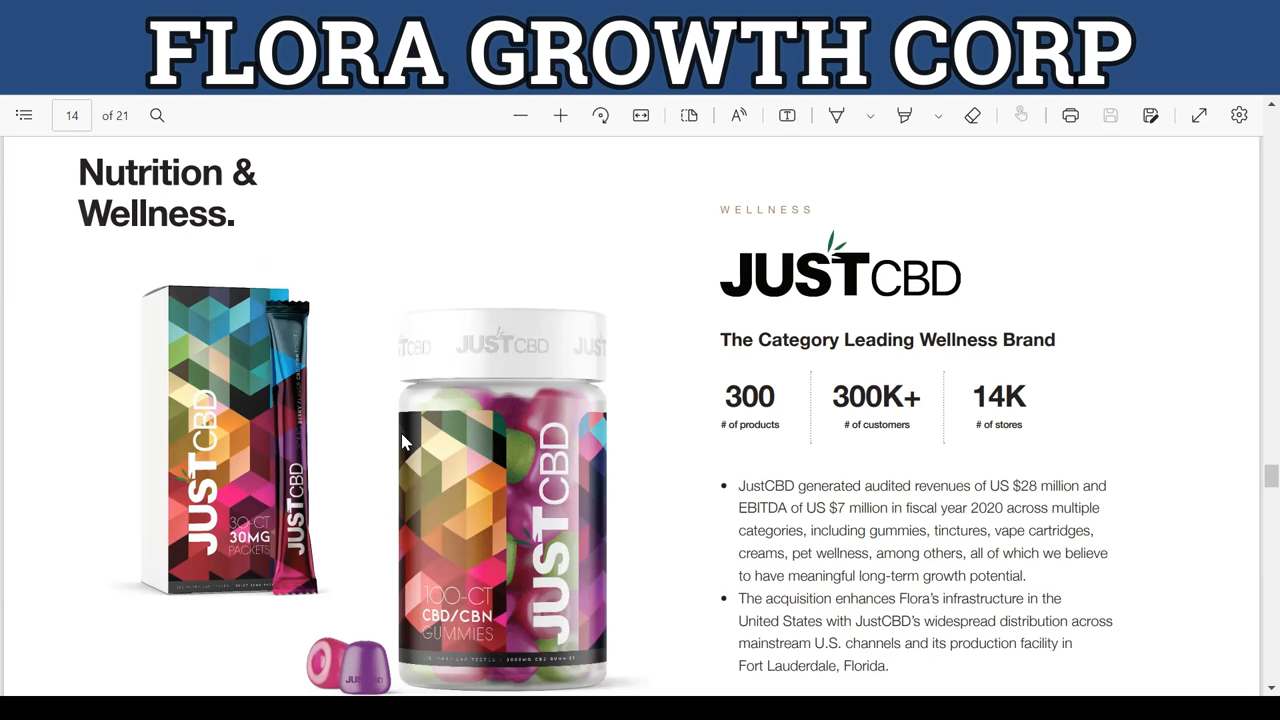 FLORA GROWTH CORP
14 of 21
Nutrition &
Wellness.
WELLNESS
JUSTCBD
The Category Leading Wellness Brand
300
# of products
300K+
# of customers
14K
# of stores
• JustCBD generated audited revenues of US $28 million and
EBITDA of US $7 million in fiscal year 2020 across multiple
categories, including gummies, tinctures, vape cartridges,
creams, pet wellness, among others, all of which we believe
to have meaningful long-term growth potential.
• The acquisition enhances Flora's infrastructure in the
United States with JustCBD's widespread distribution across
mainstream U.S. channels and its production facility in
Fort Lauderdale, Florida.
JUSTCBD
30-CT
30MG
PACKETS
JUSTCBD
JUSTCBD
JUSTCBD
100-CT
CBD/CBN
GUMMIES
JUSTCBD